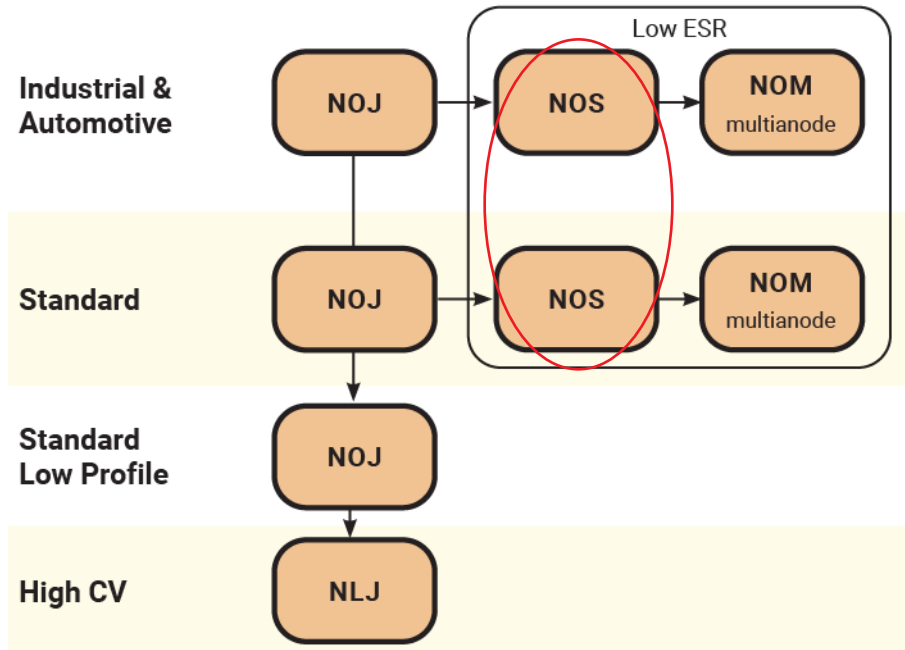 Low ESR
Industrial &
Automotive
NOJ
NOS
NOM
multianode
Standard
NOJ
NOS
NOM
multianode
Standard
Low Profile
NOJ
High CV
NLJ